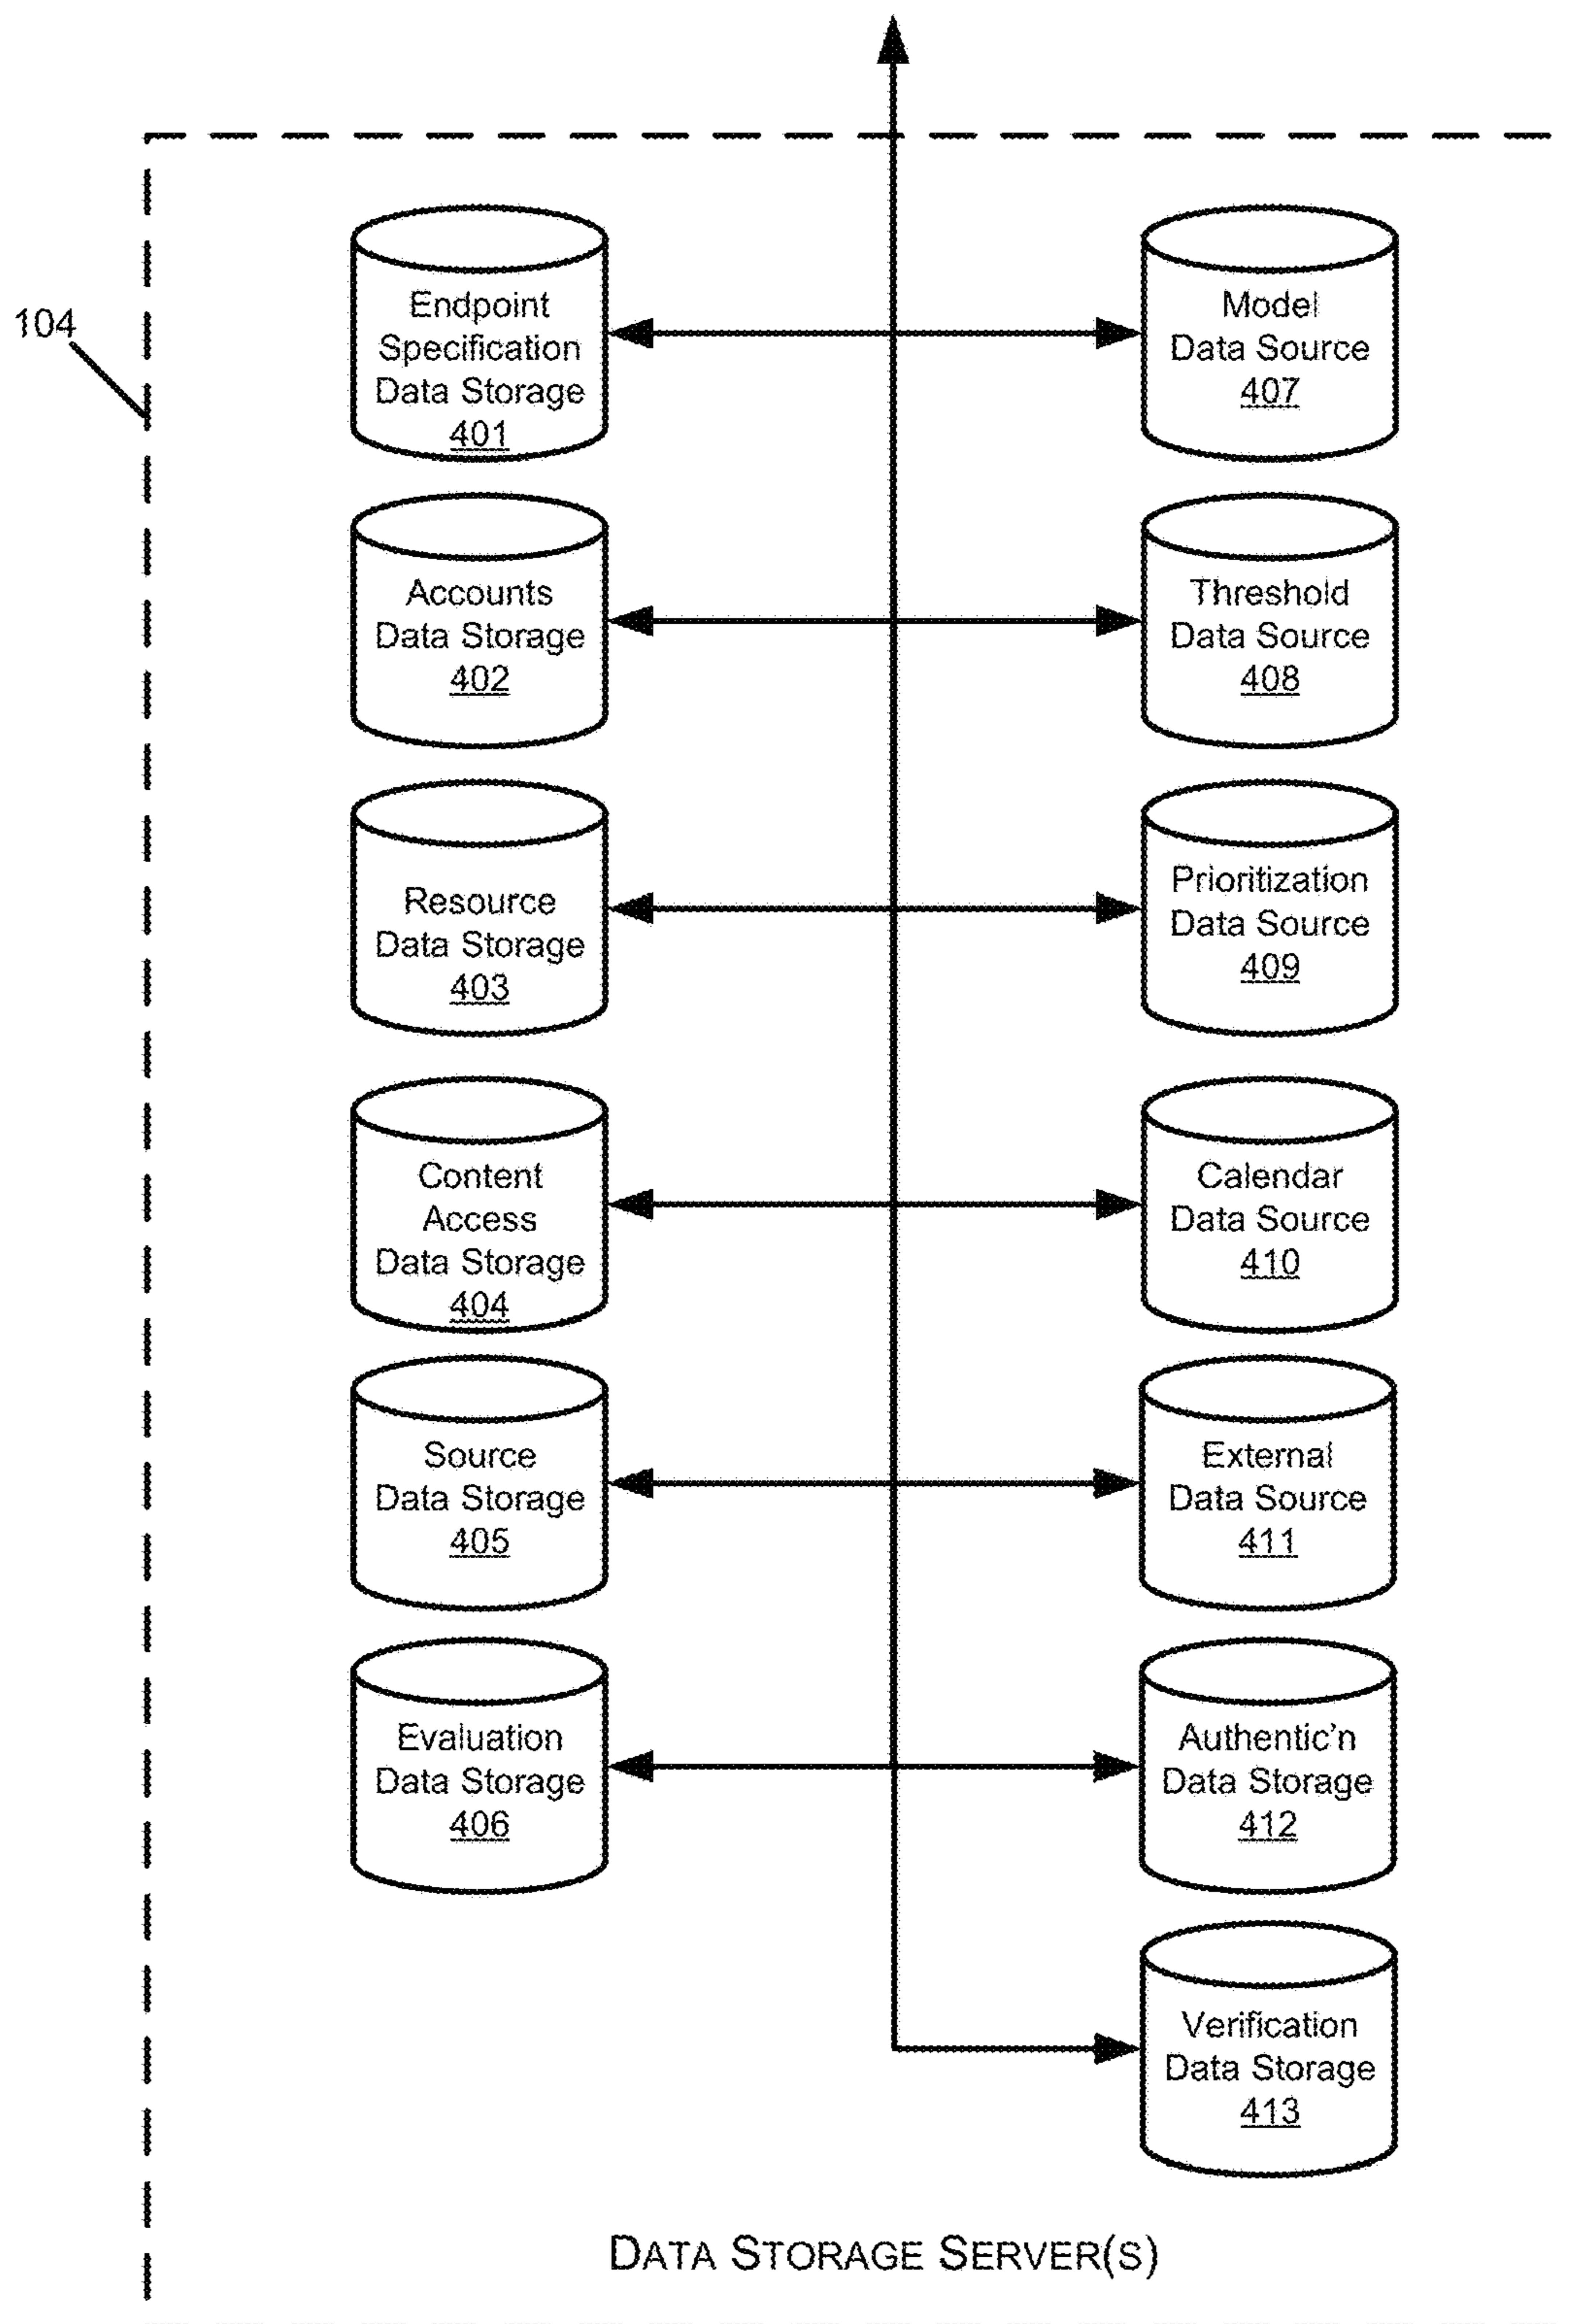 104
Endpoint
Specification
Data Storage
401
Model
Data Source
407
Accounts
Data Storage
402
Threshold
Data Source
408
Resource
Data Storage
403
Prioritization
Data Source
409
Content
Access
Data Storage
404
Calendar
Data Source
410
Source
Data Storage
405
External
Data Source
411
Evaluation
Data Storage
406
Authentic’n
Data Storage
412
Verification
Data Storage
413
DATA STORAGE SERVER(S)